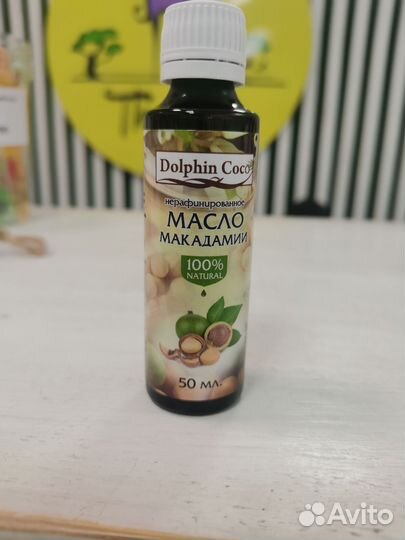 Dolphin Coco
нерафинированное
МАСЛО
МАКАДАМИИ
100%
NATURAL
50 мл.
Avito